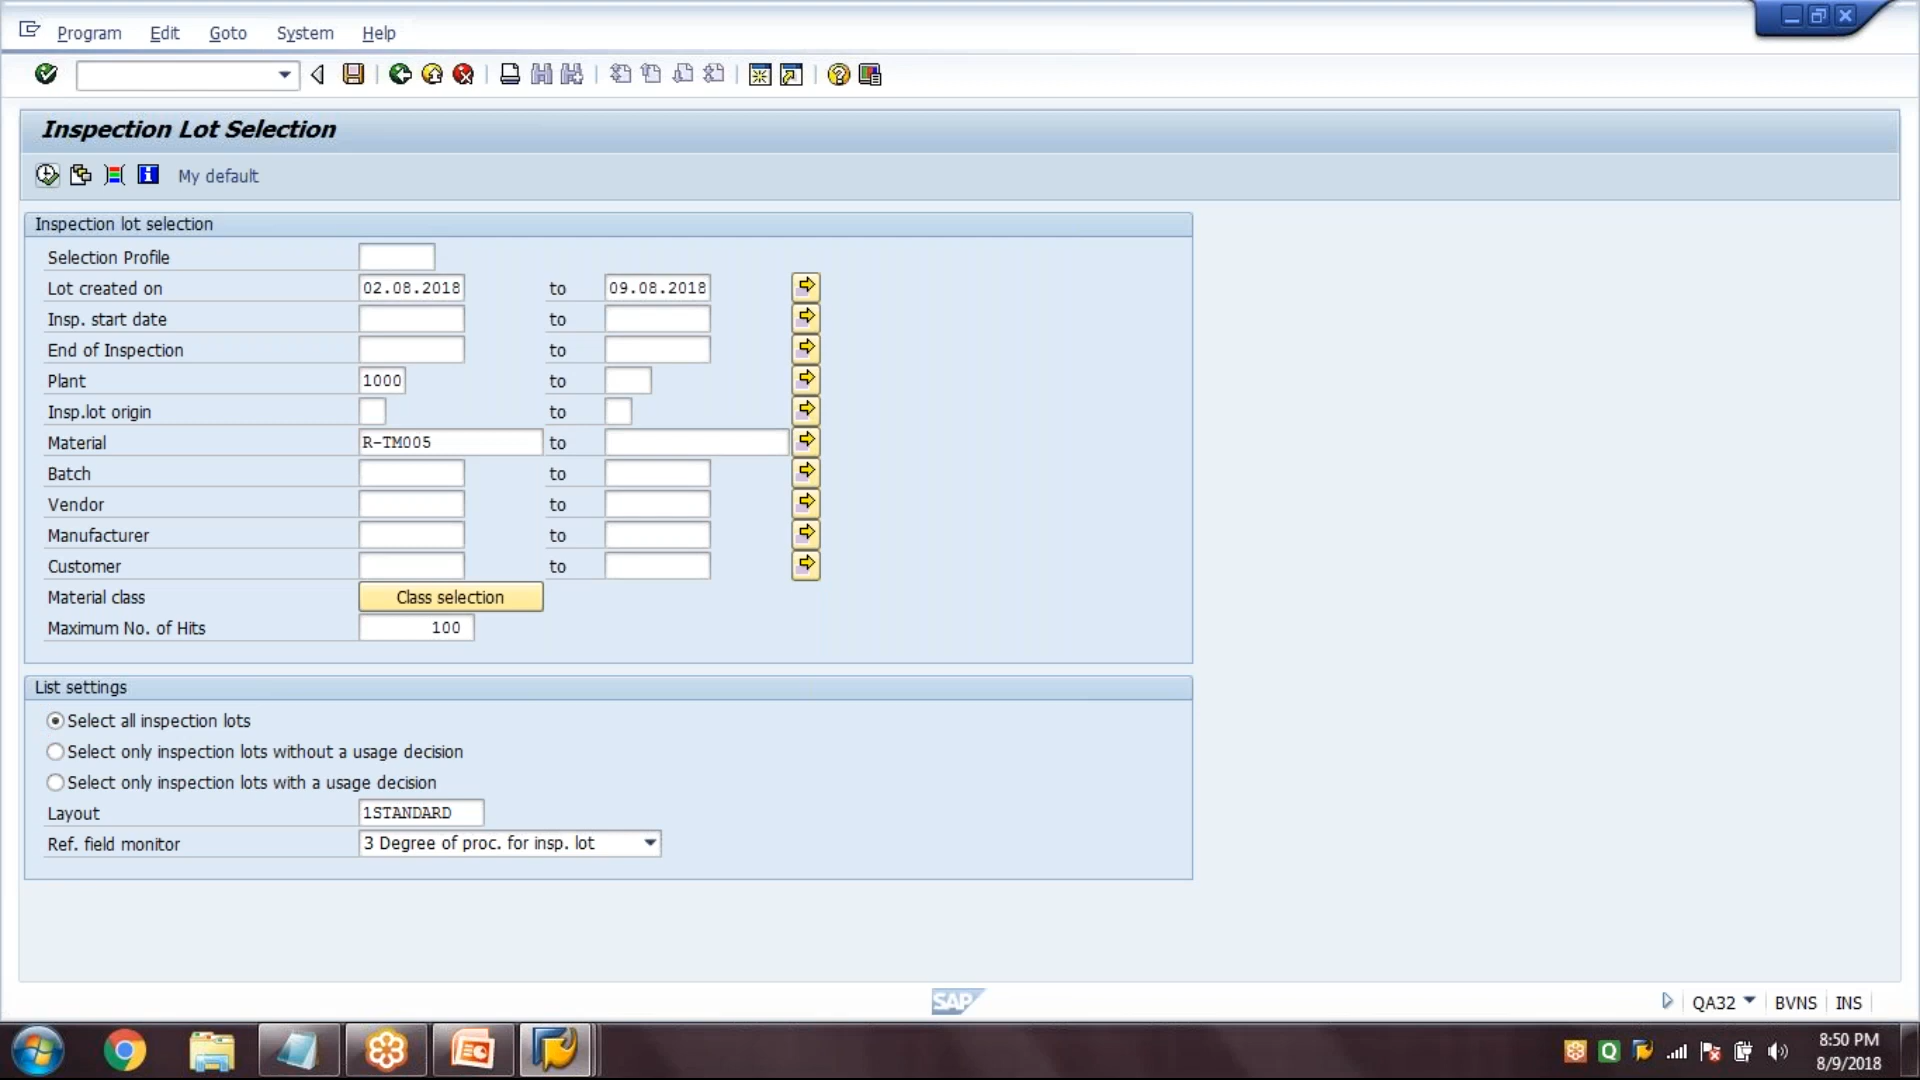 Program Edit Goto System Help
Inspection Lot Selection
My default
Inspection lot selection
Selection Profile
Lot created on 02.08.2018 to 09.08.2018
Insp. start date to
End of Inspection to
Plant 1000 to
Insp.lot origin to
Material R-TM005 to
Batch to
Vendor to
Manufacturer to
Customer to
Material class Class selection
Maximum No. of Hits 100
List settings
Select all inspection lots
Select only inspection lots without a usage decision
Select only inspection lots with a usage decision
Layout 1STANDARD
Ref. field monitor 3 Degree of proc. for insp. lot
SAP
QA32 BVNS INS
8:50 PM
8/9/2018